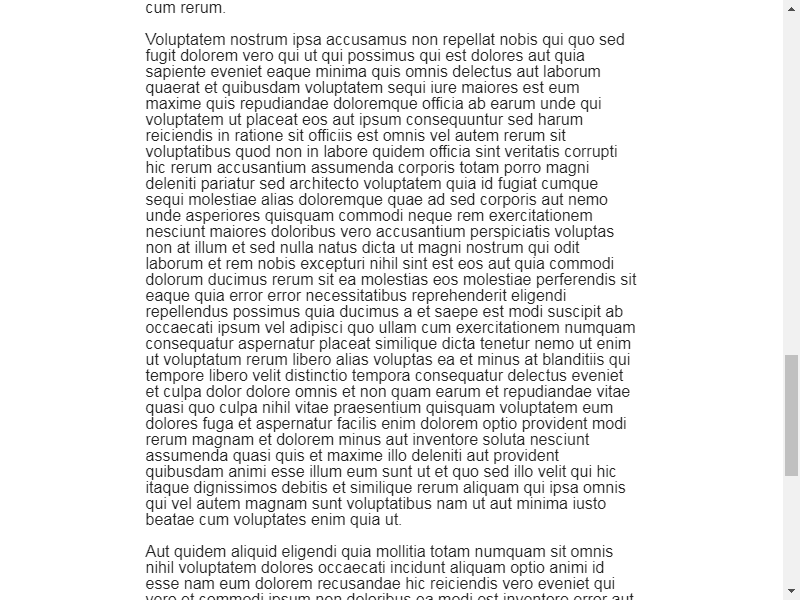 cum rerum.
Voluptatem nostrum ipsa accusamus non repellat nobis qui quo sed
fugit dolorem vero qui ut qui possimus qui est dolores aut quia
sapiente eveniet eaque minima quis omnis delectus aut laborum
quaerat et quibusdam voluptatem sequi iure maiores est eum
maxime quis repudiandae doloremque officia ab earum unde qui
voluptatem ut placeat eos aut ipsum consequuntur sed harum
reiciendis in ratione sit officiis est omnis vel autem rerum sit
voluptatibus quod non in labore quidem officia sint veritatis corrupti
hic rerum accusantium assumenda corporis totam porro magni
deleniti pariatur sed architecto voluptatem quia id fugiat cumque
sequi molestiae alias doloremque quae ad sed corporis aut nemo
unde asperiores quisquam commodi neque rem exercitationem
nesciunt maiores doloribus vero accusantium perspiciatis voluptas
non at illum et sed nulla natus dicta ut magni nostrum qui odit
laborum et rem nobis excepturi nihil sint est eos aut quia commodi
dolorum ducimus rerum sit ea molestias eos molestiae perferendis sit
eaque quia error error necessitatibus reprehenderit eligendi
repellendus possimus quia ducimus a et saepe est modi suscipit ab
occaecati ipsum vel adipisci quo ullam cum exercitationem numquam
consequatur aspernatur placeat similique dicta tenetur nemo ut enim
ut voluptatum rerum libero alias voluptas ea et minus at blanditiis qui
tempore libero velit distinctio tempora consequatur delectus eveniet
et culpa dolor dolore omnis et non quam earum et repudiandae vitae
quasi quo culpa nihil vitae praesentium quisquam voluptatem eum
dolores fuga et aspernatur facilis enim dolorem optio provident modi
rerum magnam et dolorem minus aut inventore soluta nesciunt
assumenda quasi quis et maxime illo deleniti aut provident
quibusdam animi esse illum eum sunt ut et quo sed illo velit qui hic
itaque dignissimos debitis et similique rerum aliquam qui ipsa omnis
qui vel autem magnam sunt voluptatibus nam ut aut minima iusto
beatae cum voluptates enim quia ut.
Aut quidem aliquid eligendi quia mollitia totam numquam sit omnis
nihil voluptatem dolores occaecati incidunt aliquam optio animi id
esse nam eum dolorem recusandae hic reiciendis vero eveniet qui
vero et commodi ipsum non doloribus ea modi est inventore error aut